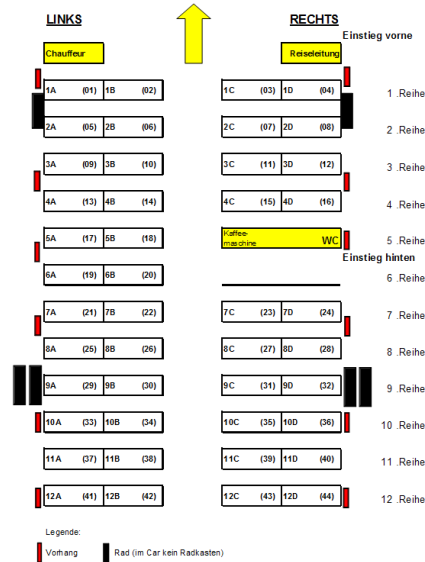 LINKS RECHTS
Einstieg vorne
Chauffeur Reiseleitung
1A (01) 1B (02) 1C (03) 1D (04) 1 .Reihe
2A (05) 2B (06) 2C (07) 2D (08) 2 .Reihe
3A (09) 3B (10) 3C (11) 3D (12) 3 .Reihe
4A (13) 4B (14) 4C (15) 4D (16) 4 .Reihe
5A (17) 5B (18) Kaffee- WC 5 .Reihe
maschine
Einstieg hinten
6A (19) 6B (20) 6 .Reihe
7A (21) 7B (22) 7C (23) 7D (24) 7 .Reihe
8A (25) 8B (26) 8C (27) 8D (28) 8 .Reihe
9A (29) 9B (30) 9C (31) 9D (32) 9 .Reihe
10A (33) 10B (34) 10C (35) 10D (36) 10 .Reihe
11A (37) 11B (38) 11C (39) 11D (40) 11 .Reihe
12A (41) 12B (42) 12C (43) 12D (44) 12 .Reihe
Legende:
Vorhang Rad (im Car kein Radkasten)